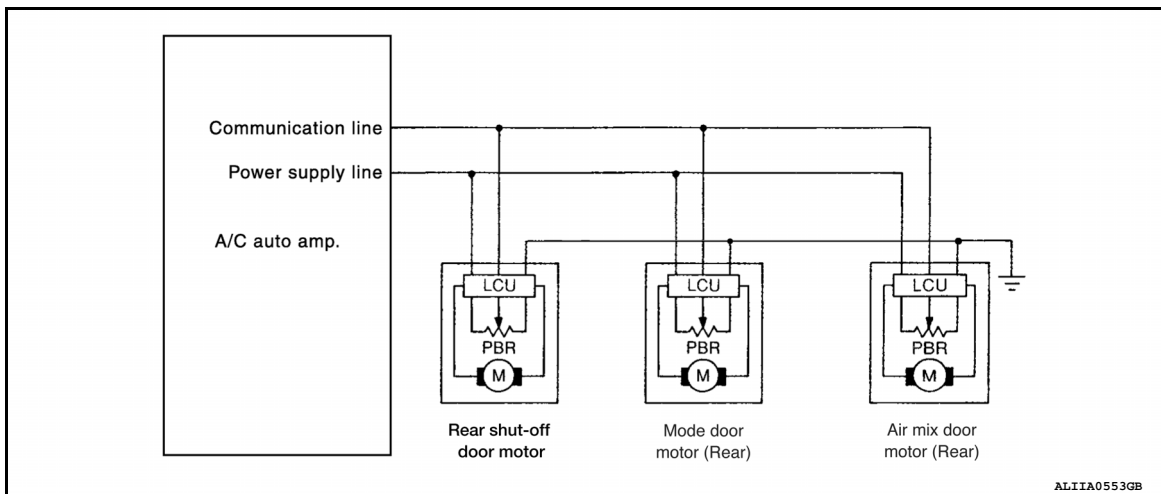 Communication line
Power supply line
A/C auto amp.
LCU
LCU
LCU
PBR
PBR
PBR
M
M
M
Rear shut-off
door motor
Mode door
motor (Rear)
Air mix door
motor (Rear)
ALIIA0553GB